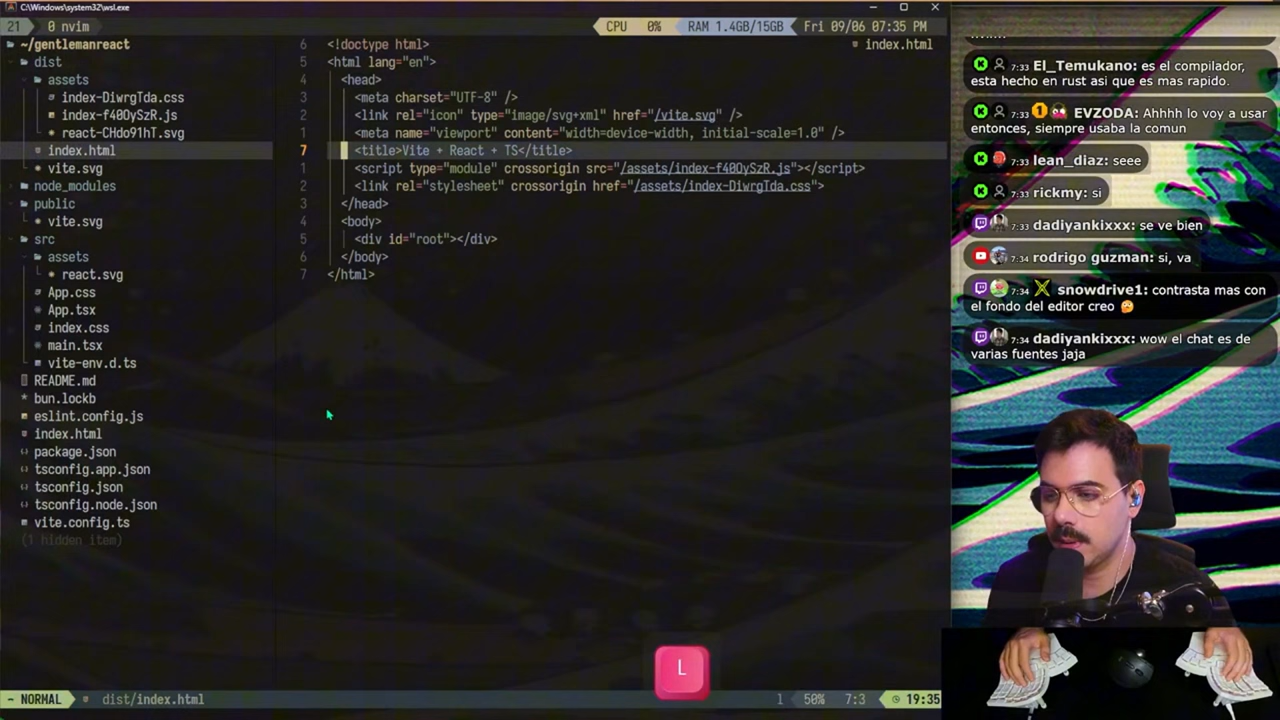 C:\Windows\system32\wsl.exe
21 0 nvim
CPU 0% RAM 1.4GB/15GB Fri 09/06 07:35 PM
~/gentlemanreact
dist
assets
index-DiwrgTda.css
index-f40OySzR.js
react-CHdo91hT.svg
index.html
vite.svg
node_modules
public
vite.svg
src
assets
react.svg
App.css
App.tsx
index.css
main.tsx
vite-env.d.ts
README.md
bun.lockb
eslint.config.js
index.html
package.json
tsconfig.app.json
tsconfig.json
tsconfig.node.json
vite.config.ts
(1 hidden item)
index.html
6 <!doctype html>
5 <html lang="en">
4 <head>
3 <meta charset="UTF-8" />
2 <link rel="icon" type="image/svg+xml" href="/vite.svg" />
1 <meta name="viewport" content="width=device-width, initial-scale=1.0" />
7 <title>Vite + React + TS</title>
1 <script type="module" crossorigin src="/assets/index-f40OySzR.js"></script>
2 <link rel="stylesheet" crossorigin href="/assets/index-DiwrgTda.css">
3 </head>
4 <body>
5 <div id="root"></div>
6 </body>
7 </html>
L
- NORMAL dist/index.html l 50% 7:3 19:35
7:33 El_Temukano: es el compilador,
esta hecho en rust asi que es mas rapido.
7:33 1 EVZODA: Ahhhh lo voy a usar
entonces, siempre usaba la comun
7:33 lean_diaz: seee
7:33 rickmy: si
7:33 dadiyankixxx: se ve bien
7:34 rodrigo guzman: si, va
7:34 snowdrive1: contrasta mas con
el fondo del editor creo 🤔
7:34 dadiyankixxx: wow el chat es de
varias fuentes jaja